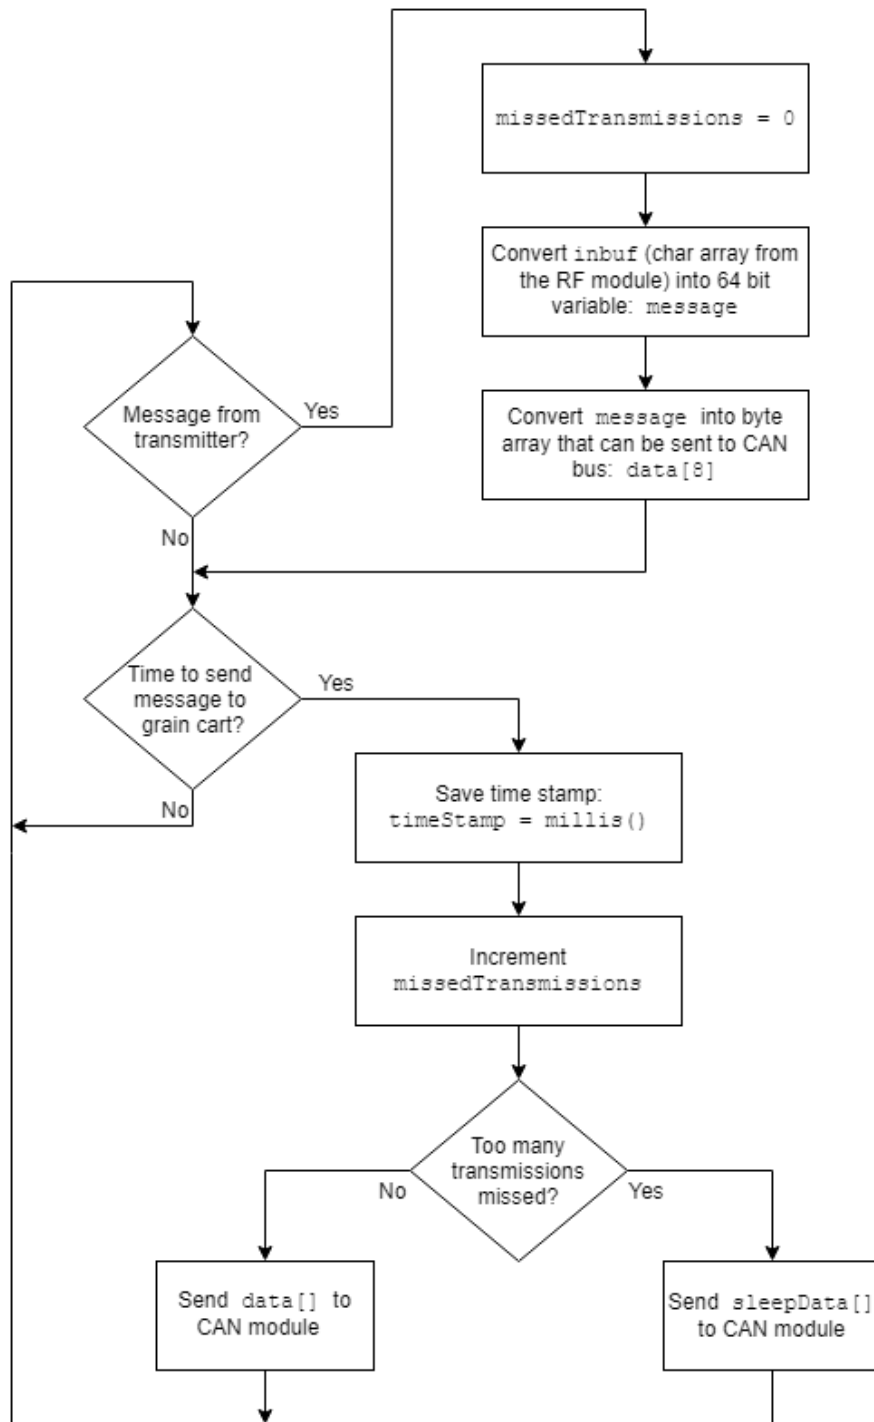 missedTransmissions = 0
Convert inbuf (char array from
the RF module) into 64 bit
variable: message
Message from
transmitter?
Yes
Convert message into byte
array that can be sent to CAN
bus: data[8]
No
Time to send
message to
grain cart?
Yes
Save time stamp:
timeStamp = millis()
No
Increment
missedTransmissions
Too many
transmissions
missed?
No
Yes
Send data[] to
CAN module
Send sleepData[]
to CAN module